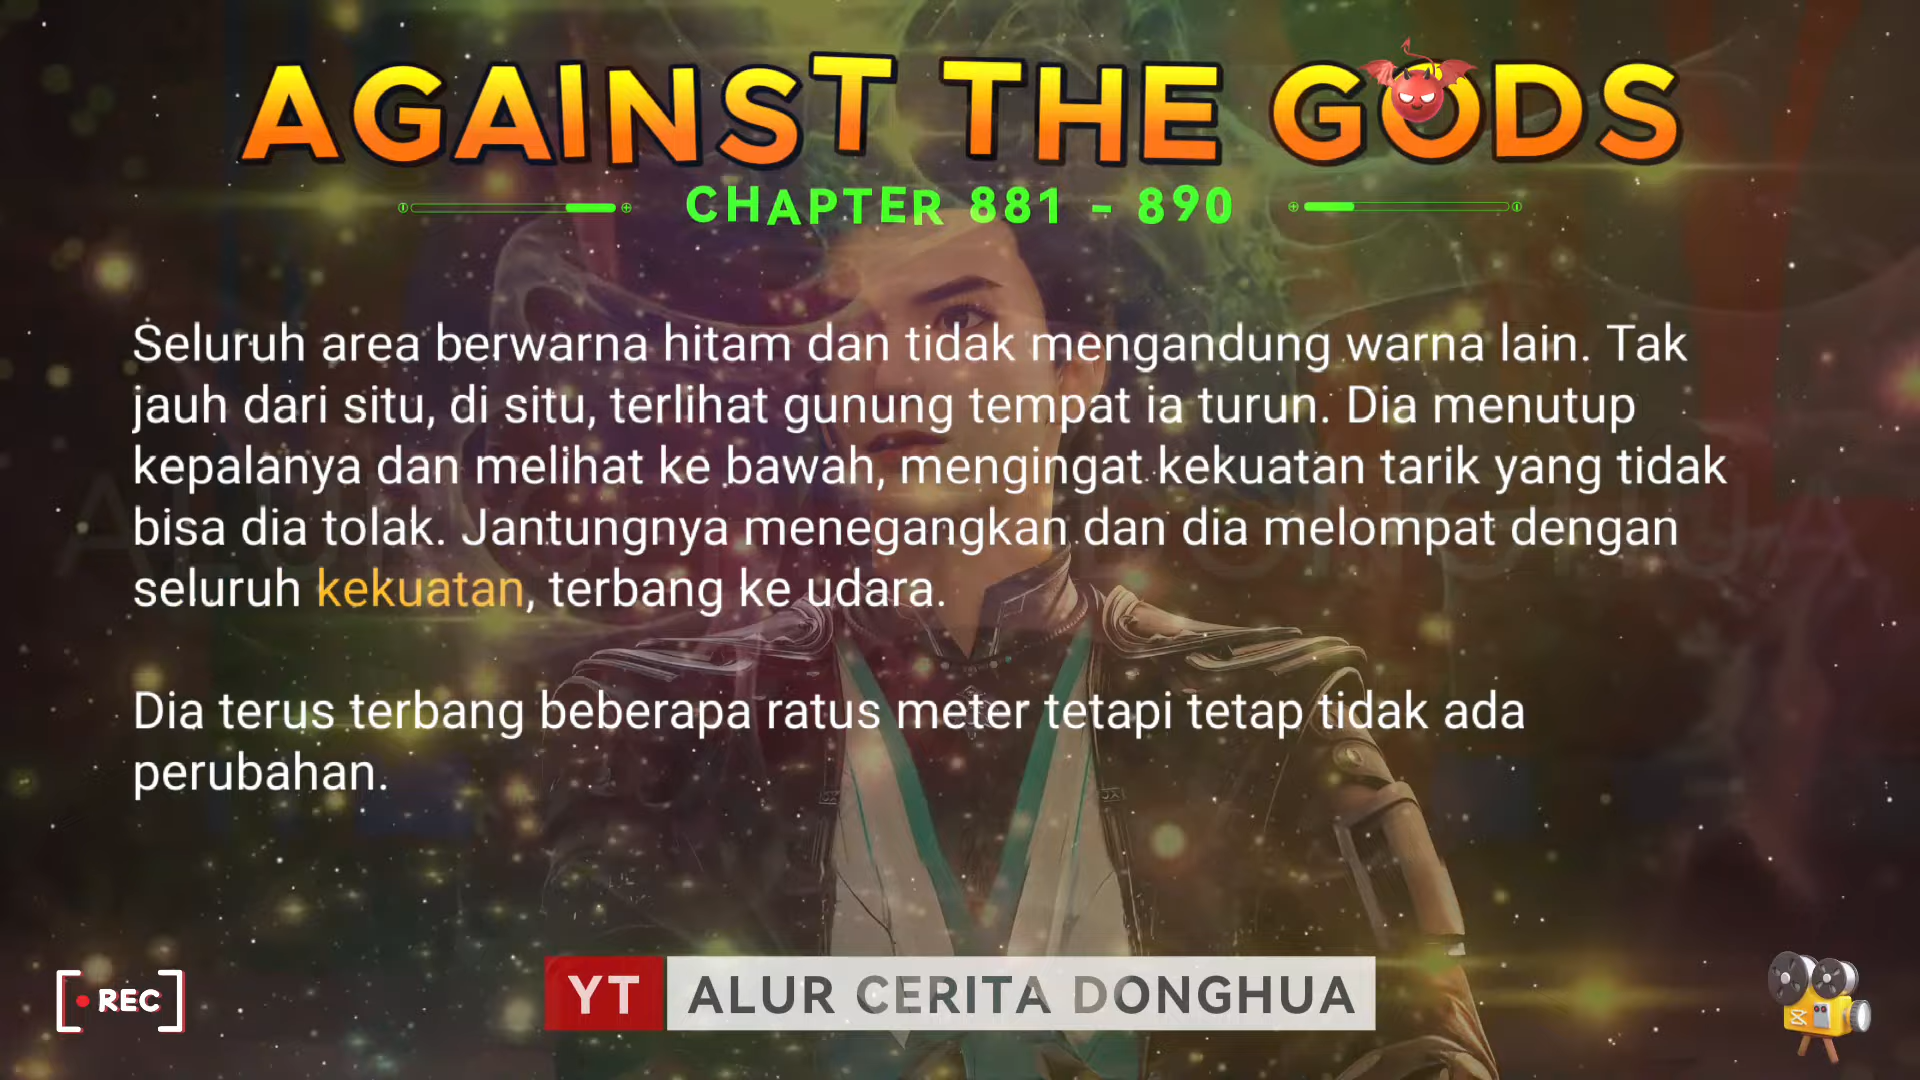 AGAINST THE GODS
CHAPTER 881 - 890
Seluruh area berwarna hitam dan tidak mengandung warna lain. Tak
jauh dari situ, di situ, terlihat gunung tempat ia turun. Dia menutup
kepalanya dan melihat ke bawah, mengingat kekuatan tarik yang tidak
bisa dia tolak. Jantungnya menegangkan dan dia melompat dengan
seluruh kekuatan, terbang ke udara.
Dia terus terbang beberapa ratus meter tetapi tetap tidak ada
perubahan.
REC
YT ALUR CERITA DONGHUA